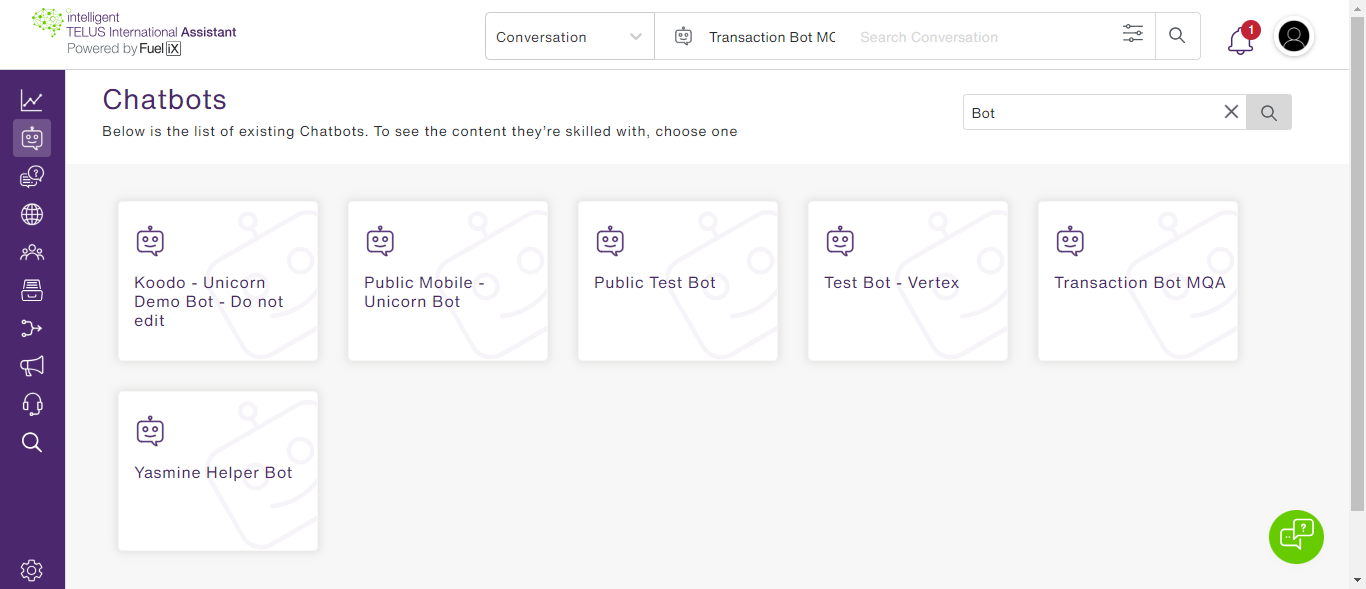 intelligent
TELUS International Assistant
Powered by Fuel iX
Conversation
Transaction Bot MQ
Search Conversation
1
Chatbots
Below is the list of existing Chatbots. To see the content they’re skilled with, choose one
Bot
Koodo - Unicorn
Demo Bot - Do not
edit
Public Mobile -
Unicorn Bot
Public Test Bot
Test Bot - Vertex
Transaction Bot MQA
Yasmine Helper Bot